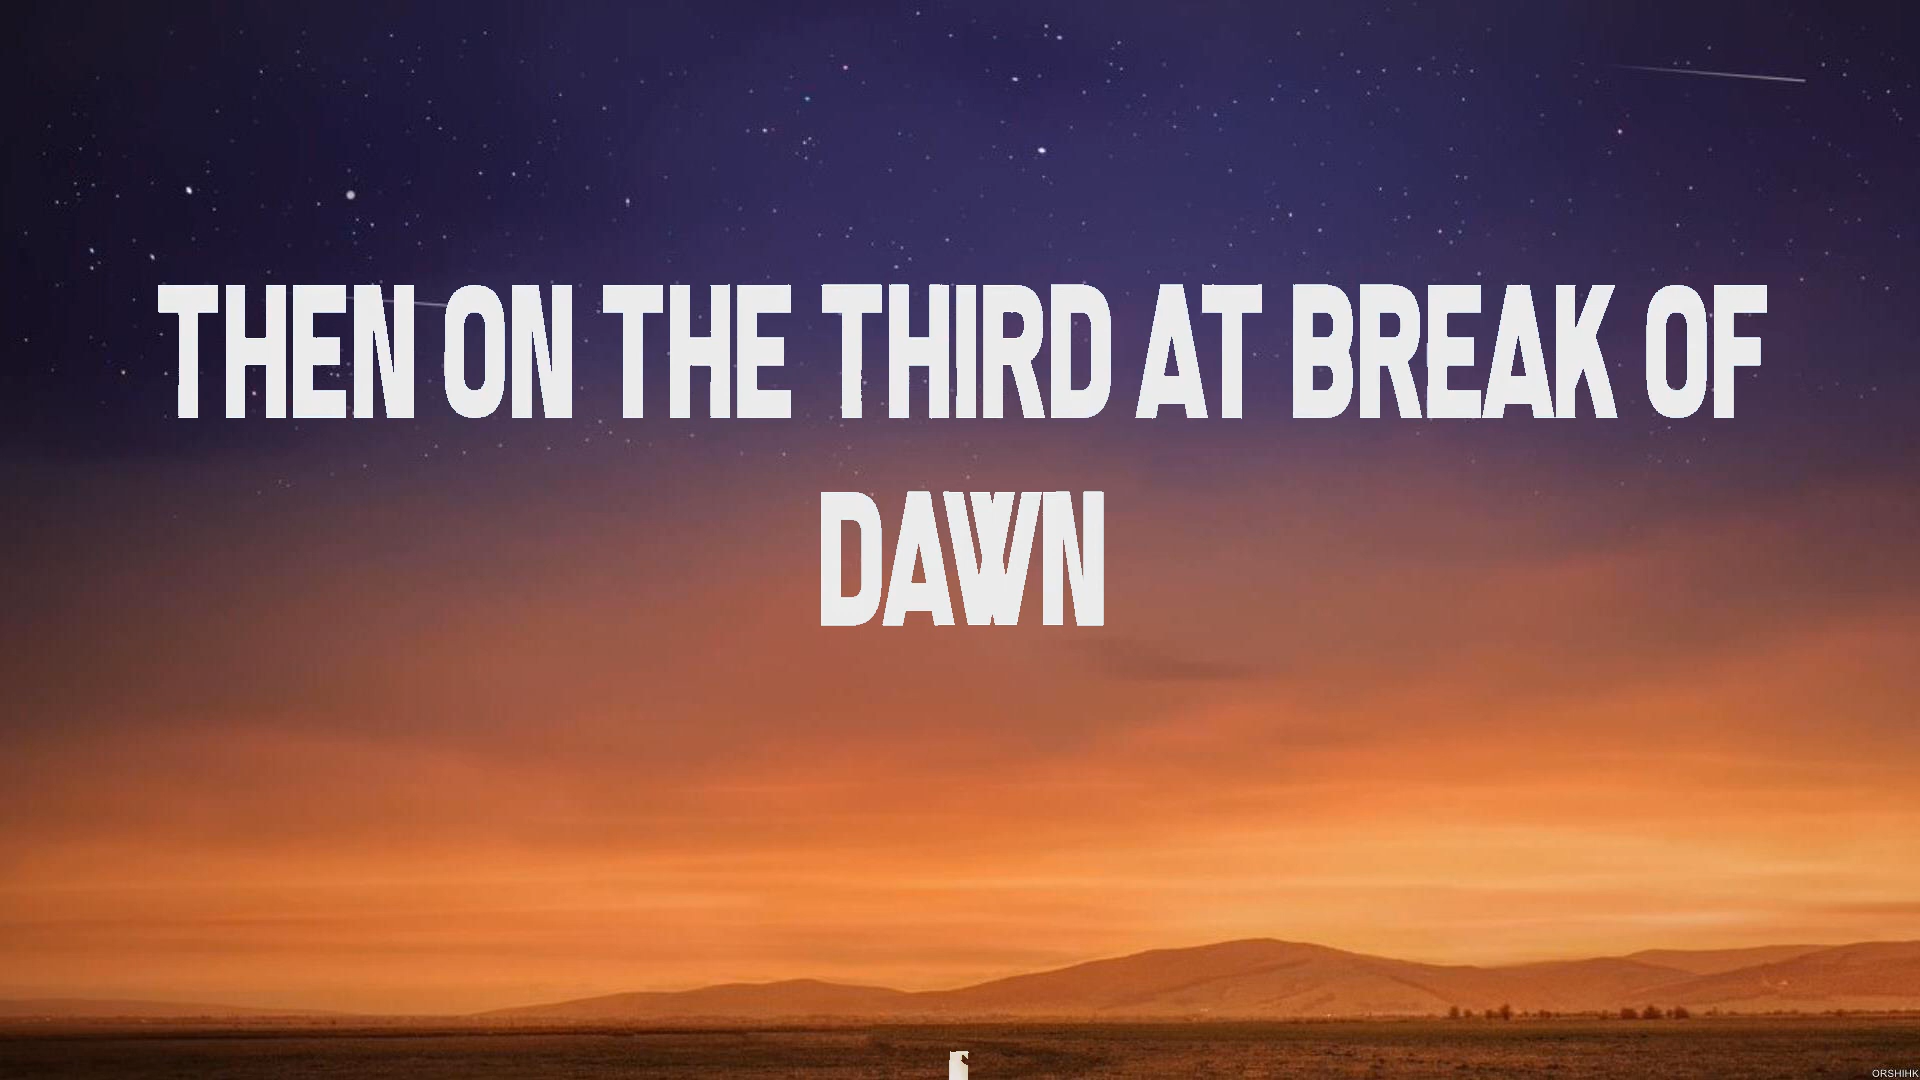 THEN ON THE THIRD AT BREAK OF
DAWN
ORSHIHK